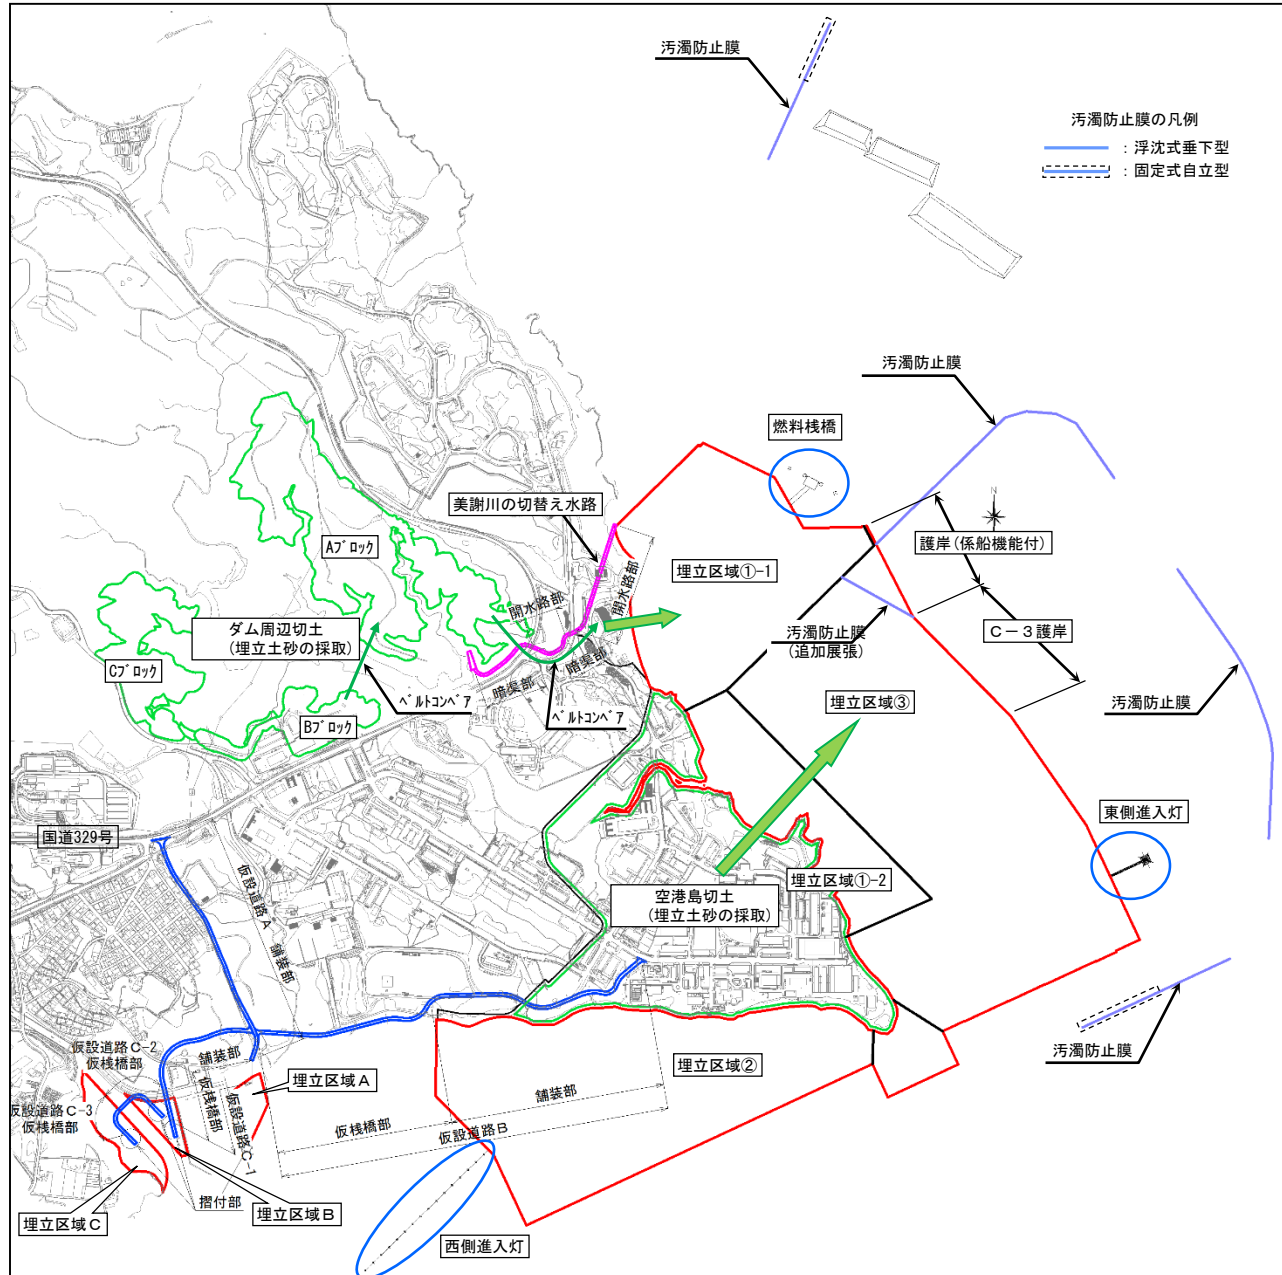 汚濁防止膜
汚濁防止膜の凡例
：浮沈式垂下型
：固定式自立型
汚濁防止膜
燃料桟橋
美謝川の切替え水路
N
護岸(係船機能付)
Aブロック
開水路部
埋立区域①-1
開水路部
ダム周辺切土
(埋立土砂の採取)
汚濁防止膜
(追加展張)
C－3護岸
Cブロック
暗渠部
暗渠部
ベルトコンベア
ベルトコンベア
埋立区域③
汚濁防止膜
Bブロック
東側進入灯
国道329号
仮設道路A
舗装部
埋立区域①-2
空港島切土
(埋立土砂の採取)
仮設道路C-2
仮桟橋部
舗装部
埋立区域A
埋立区域②
汚濁防止膜
舗装部
仮設道路C-3
仮桟橋部
仮桟橋部
仮設道路C-1
仮桟橋部
仮設道路B
摺付部
埋立区域B
埋立区域C
西側進入灯